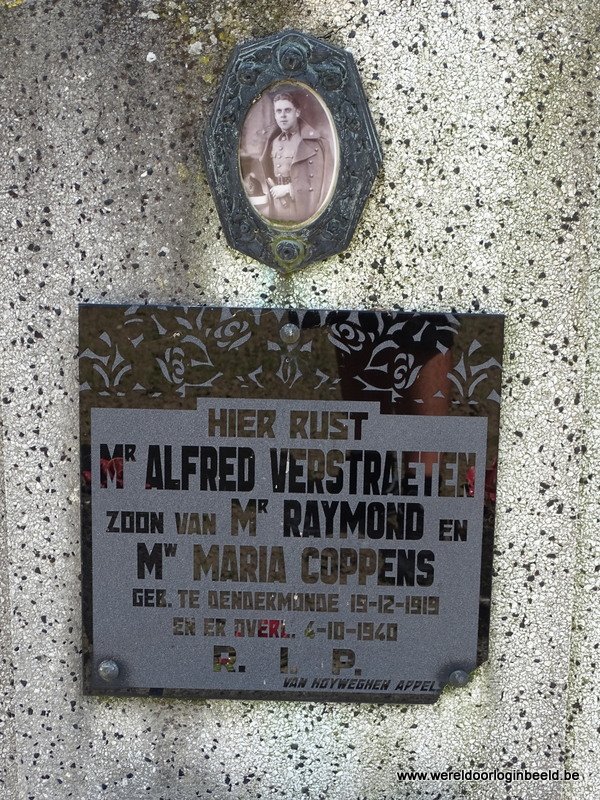 HIER RUST
Mr ALFRED VERSTRAETEN
ZOON VAN Mr RAYMOND EN
Mw MARIA COPPENS
GEB. TE DENDERMONDE 19-12-1919
EN ER OVERL. 4-10-1940
R. I. P.
VAN HOYWEGHEN APPEL.
www.wereldoorloginbeeld.be